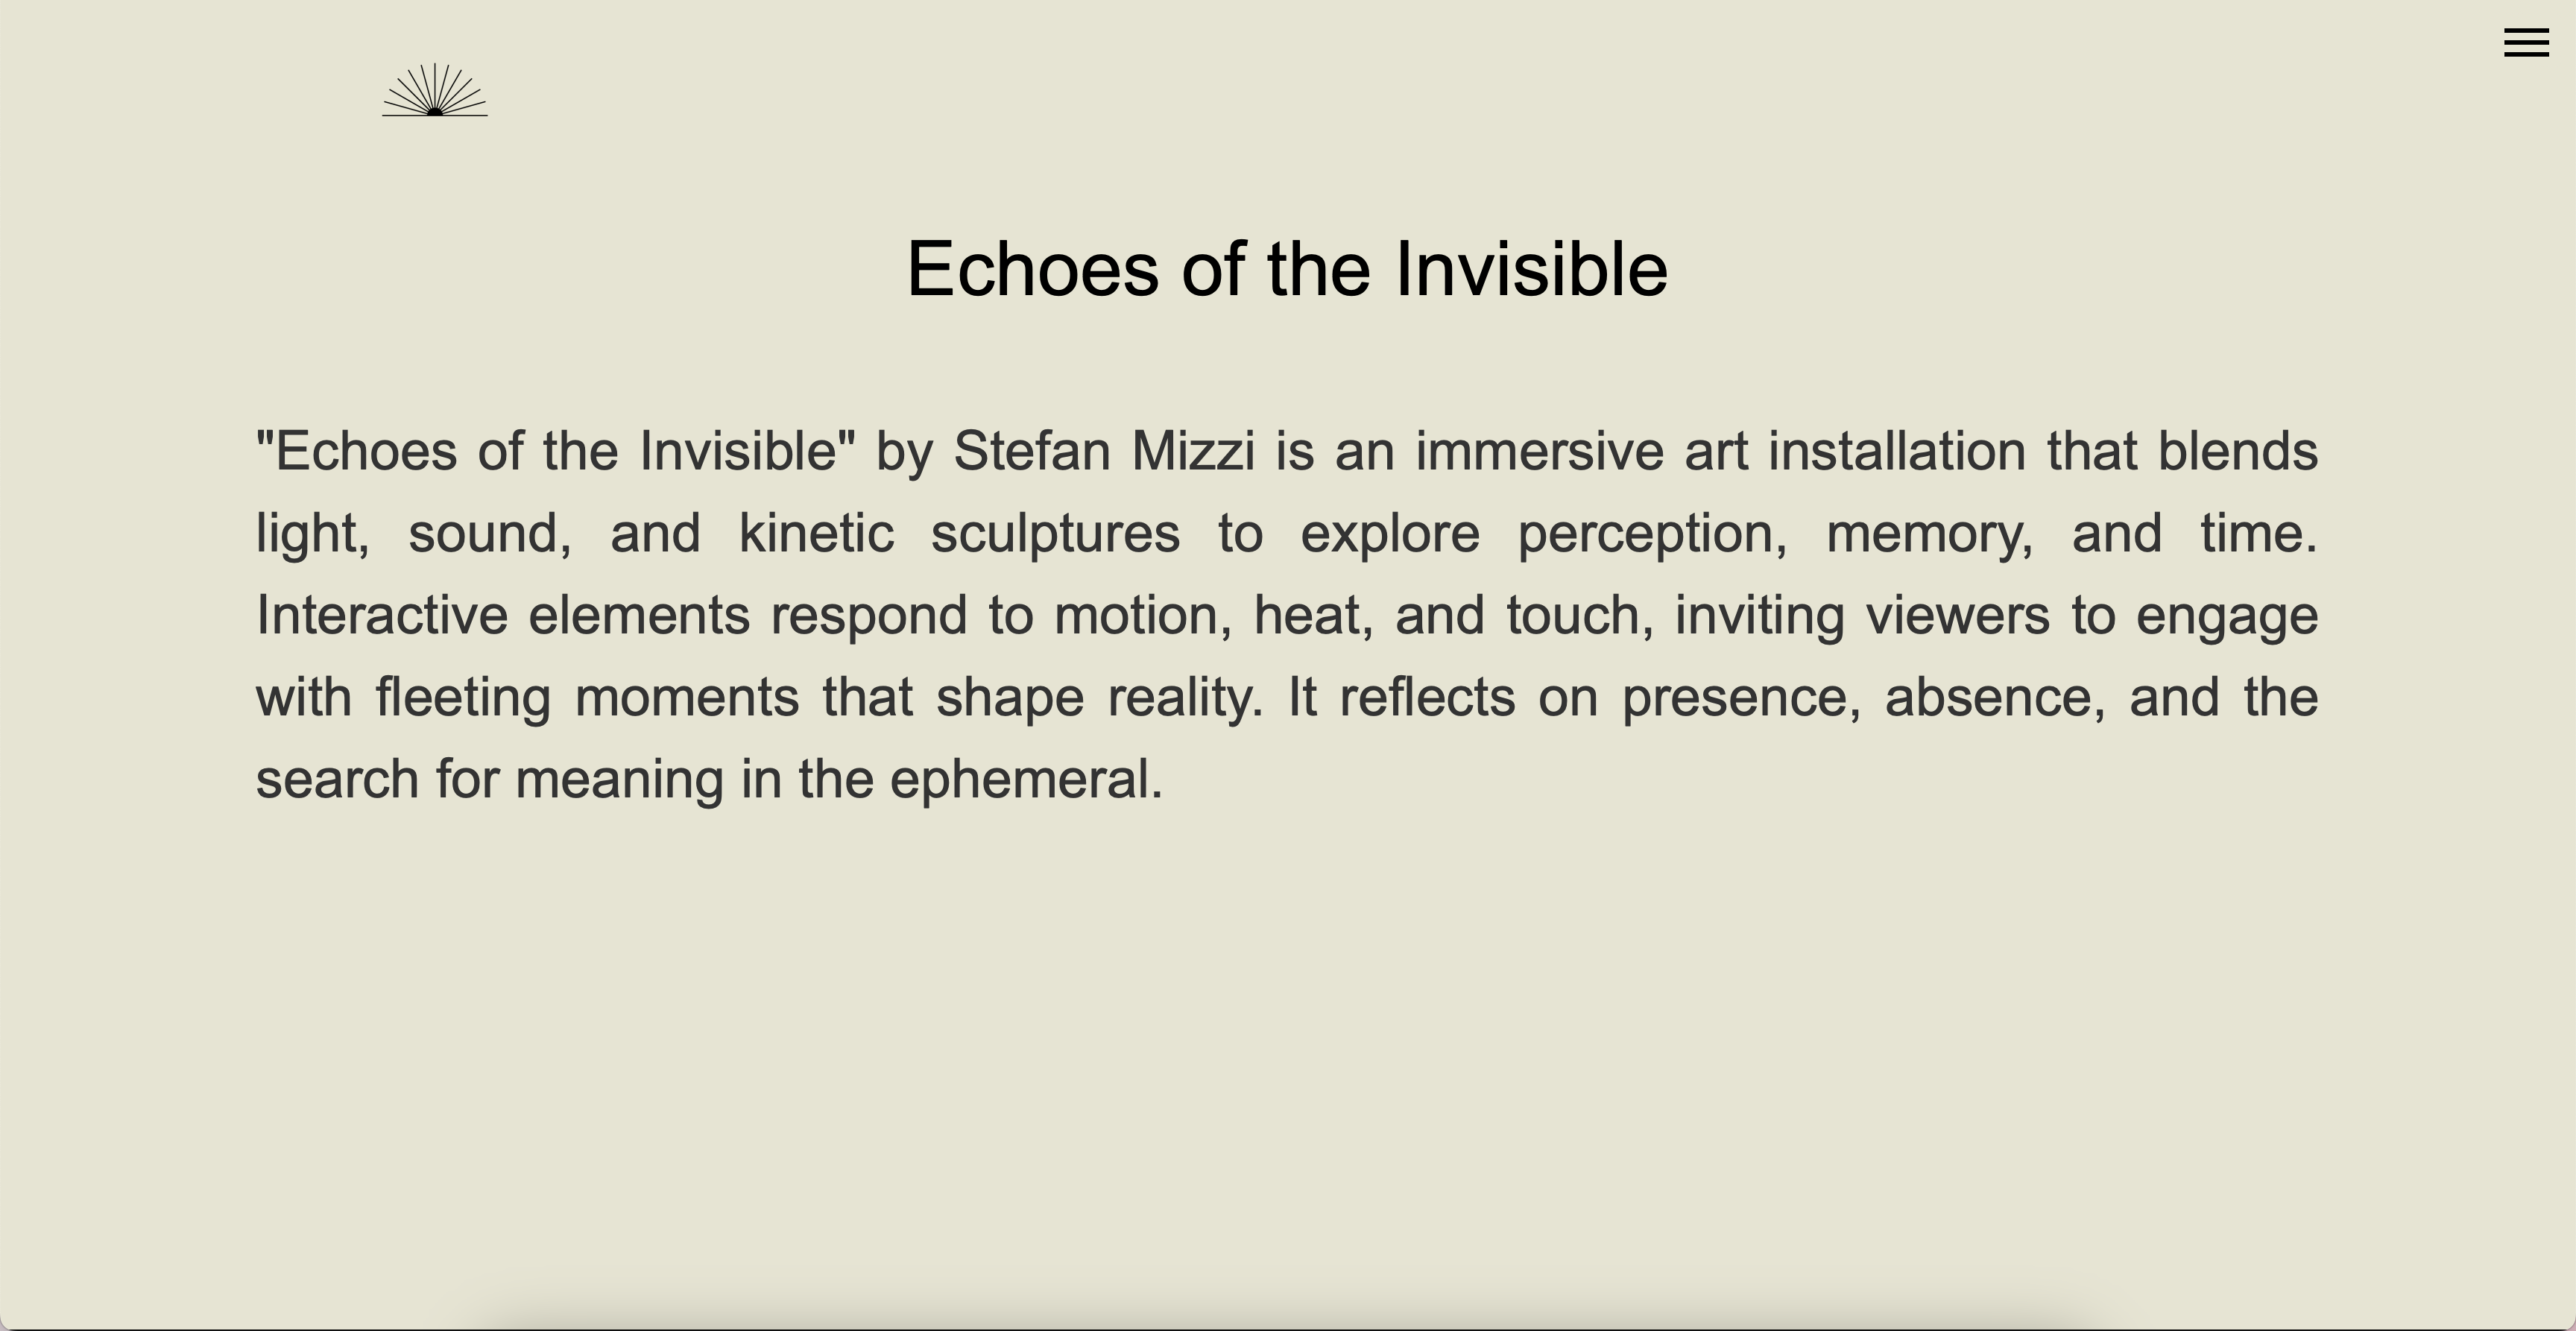 Echoes of the Invisible
"Echoes of the Invisible" by Stefan Mizzi is an immersive art installation that blends
light, sound, and kinetic sculptures to explore perception, memory, and time.
Interactive elements respond to motion, heat, and touch, inviting viewers to engage
with fleeting moments that shape reality. It reflects on presence, absence, and the
search for meaning in the ephemeral.